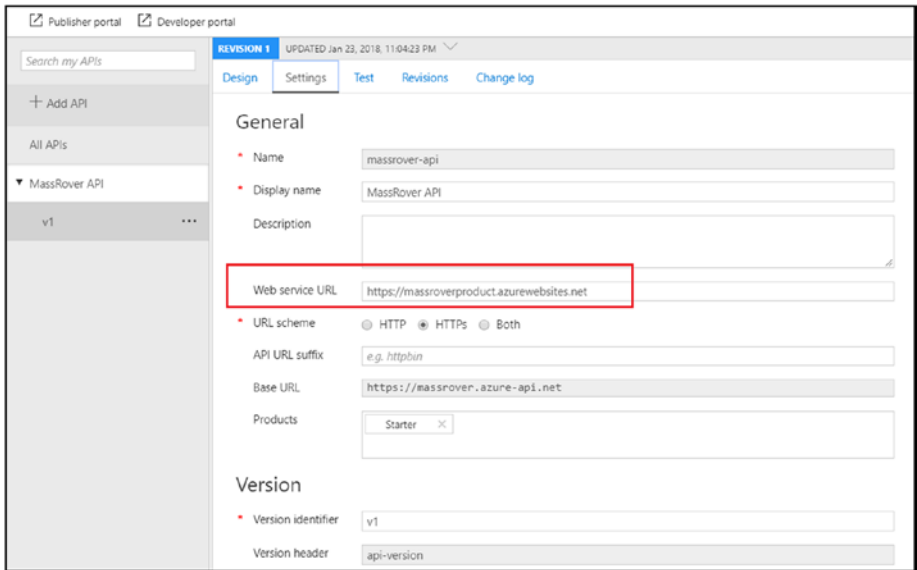 Publisher portal Developer portal
Search my APIs
+ Add API
All APIs
MassRover API
v1 ...
REVISION 1 UPDATED Jan 23, 2018, 11:04:23 PM
Design Settings Test Revisions Change log
General
* Name massrover-api
* Display name MassRover API
Description
Web service URL https://massroverproduct.azurewebsites.net
* URL scheme HTTP HTTPs Both
API URL suffix e.g. httpbin
Base URL https://massrover.azure-api.net
Products Starter ×
Version
* Version identifier v1
Version header api-version